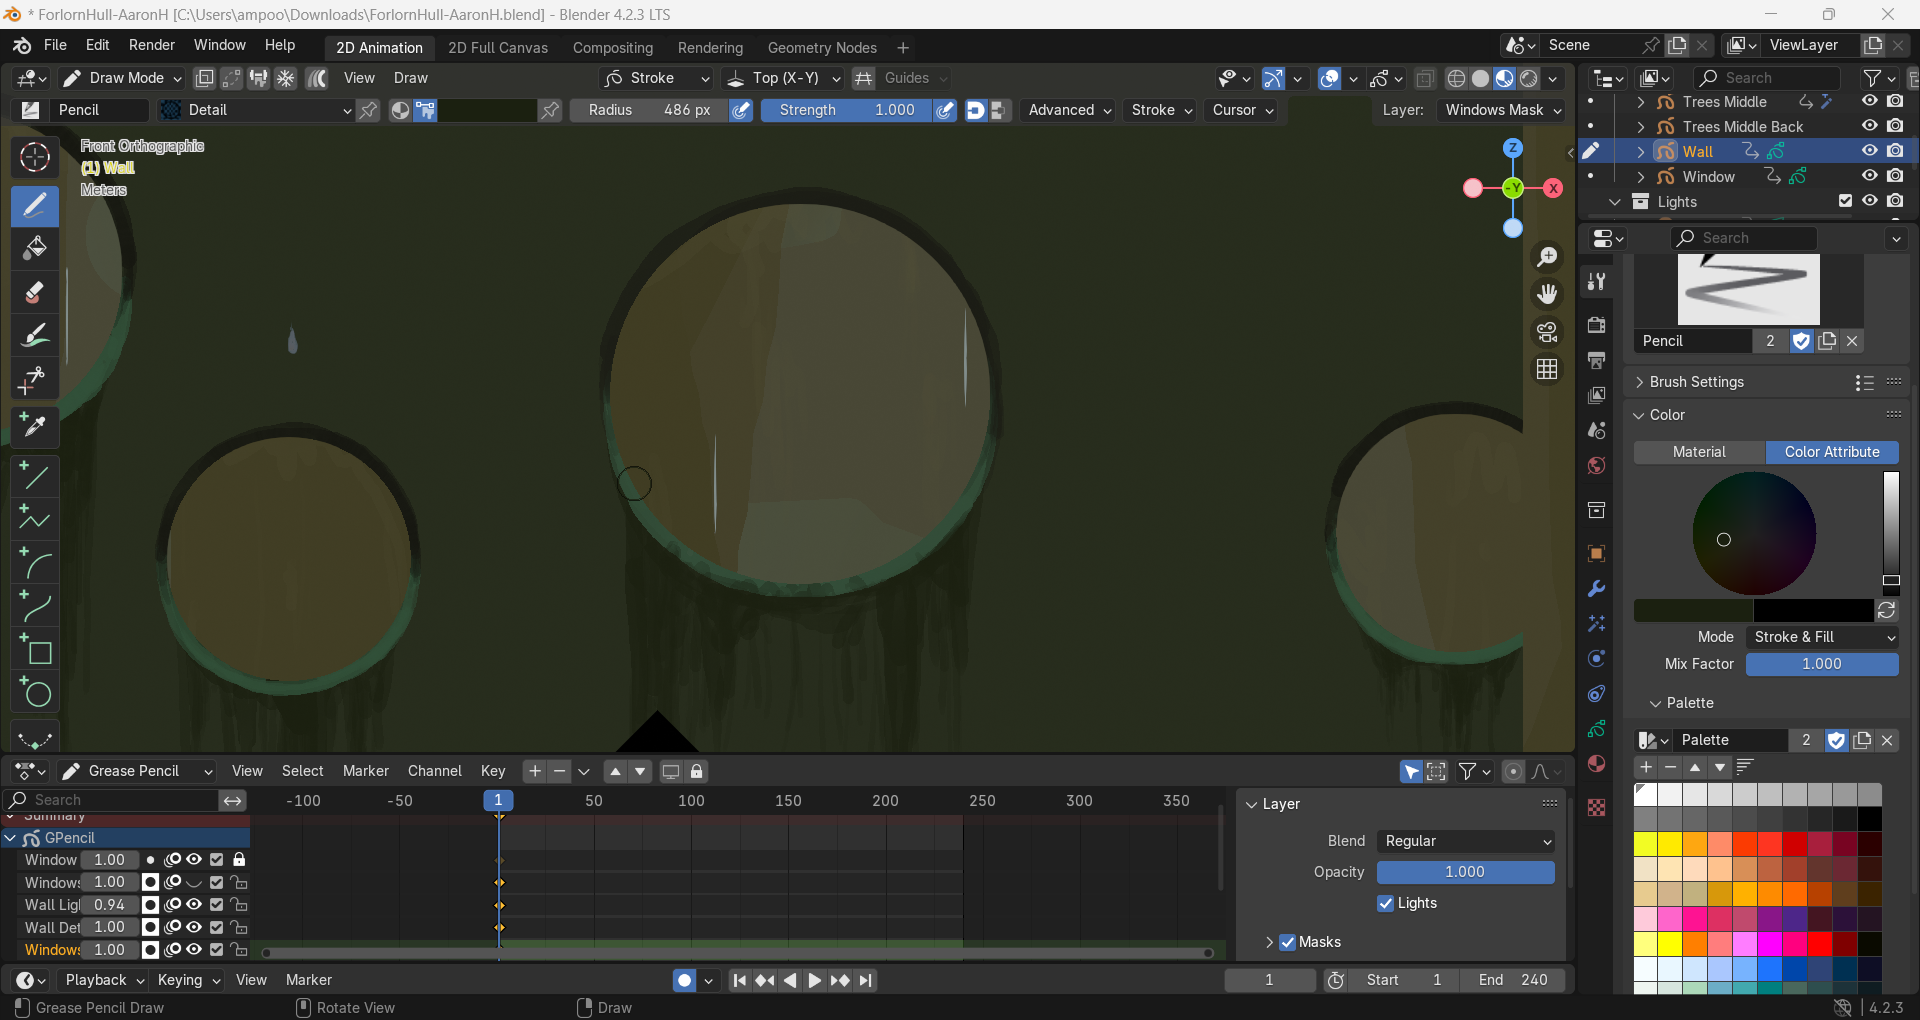 * ForlornHull-AaronH [C:\Users\ampoo\Downloads\ForlornHull-AaronH.blend] - Blender 4.2.3 LTS
File Edit Render Window Help 2D Animation 2D Full Canvas Compositing Rendering Geometry Nodes + Scene ViewLayer
Draw Mode View Draw Stroke Top (X-Y) Guides Search
Pencil Detail Radius 486 px Strength 1.000 Advanced Stroke Cursor Layer: Windows Mask
Trees Middle
Trees Middle Back
Wall
Window
Lights
Front Orthographic
(1) Wall
Meters
Z
-Y X
Search
Pencil 2
Brush Settings
Color
Material Color Attribute
Mode Stroke & Fill
Mix Factor 1.000
Palette
Palette 2
Grease Pencil View Select Marker Channel Key
Search -100 -50 1 50 100 150 200 250 300 350
Summary
GPencil
Window 1.00
Windows 1.00
Wall Lig 0.94
Wall Det 1.00
Windows 1.00
Layer
Blend Regular
Opacity 1.000
Lights
Masks
Playback Keying View Marker 1 Start 1 End 240
Grease Pencil Draw Rotate View Draw 4.2.3